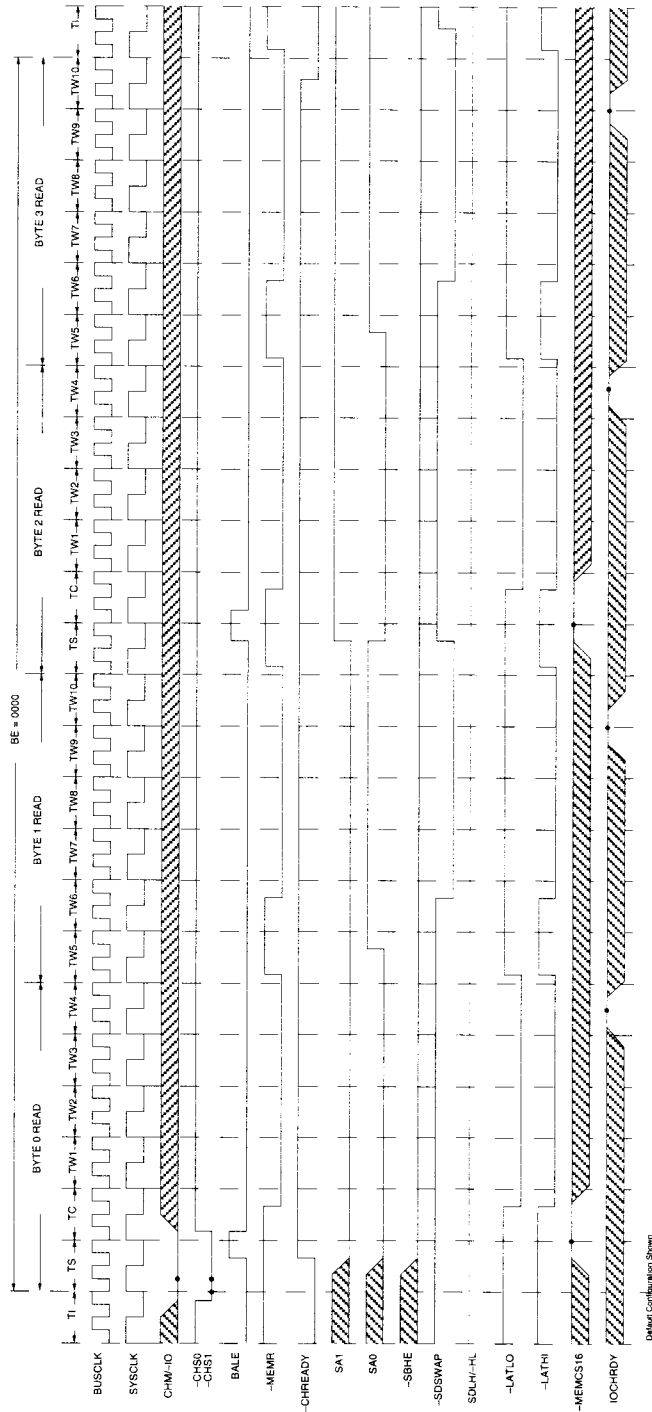 BE = 0000
BYTE 0 READ
BYTE 1 READ
BYTE 2 READ
BYTE 3 READ
TI
TS
TC
TW1
TW2
TW3
TW4
TW5
TW6
TW7
TW8
TW9
TW10
TS
TC
TW1
TW2
TW3
TW4
TW5
TW6
TW7
TW8
TW9
TW10
TI
BUSCLK
SYSCLK
CHM/-IO
-CHS0
-CHS1
BALE
-MEMR
-CHREADY
SA1
SA0
-SBHE
-SDSWAP
SDLH/-HL
-LATLO
-LATHI
-MEMCS16
IOCHRDY
Default Configuration Shown